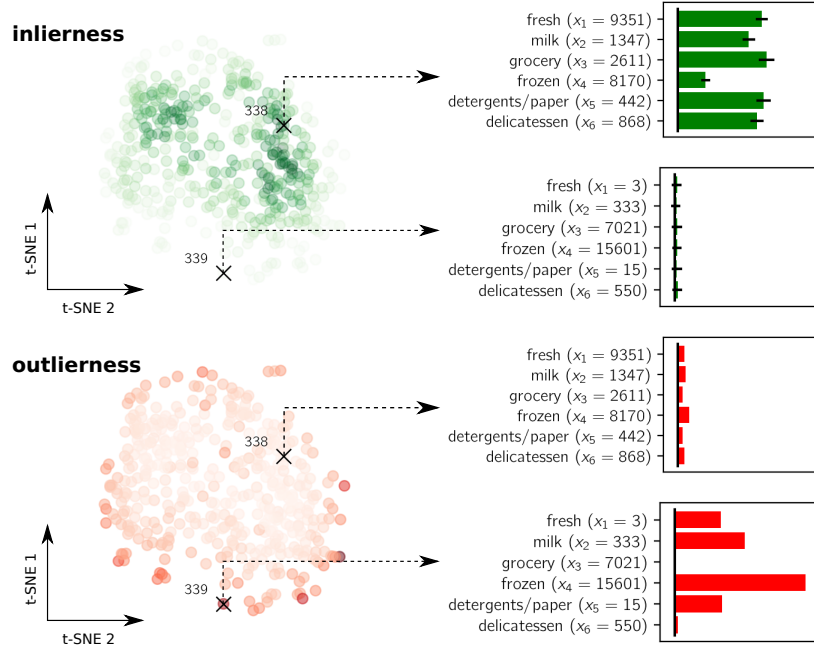 inlierness
338
339
t-SNE 1
t-SNE 2
fresh (x₁ = 9351)
milk (x₂ = 1347)
grocery (x₃ = 2611)
frozen (x₄ = 8170)
detergents/paper (x₅ = 442)
delicatessen (x₆ = 868)
fresh (x₁ = 3)
milk (x₂ = 333)
grocery (x₃ = 7021)
frozen (x₄ = 15601)
detergents/paper (x₅ = 15)
delicatessen (x₆ = 550)
outlierness
338
339
t-SNE 1
t-SNE 2
fresh (x₁ = 9351)
milk (x₂ = 1347)
grocery (x₃ = 2611)
frozen (x₄ = 8170)
detergents/paper (x₅ = 442)
delicatessen (x₆ = 868)
fresh (x₁ = 3)
milk (x₂ = 333)
grocery (x₃ = 7021)
frozen (x₄ = 15601)
detergents/paper (x₅ = 15)
delicatessen (x₆ = 550)